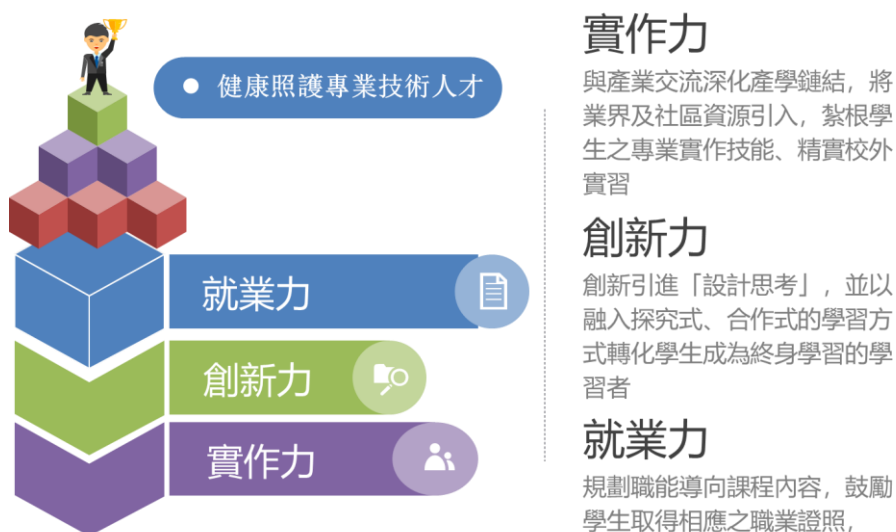 健康照護專業技術人才
就業力
創新力
實作力
實作力
與產業交流深化產學鏈結，將
業界及社區資源引入，紮根學
生之專業實作技能、精實校外
實習
創新力
創新引進「設計思考」，並以
融入探究式、合作式的學習方
式轉化學生成為終身學習的學
習者
就業力
規劃職能導向課程內容，鼓勵
學生取得相應之職業證照，